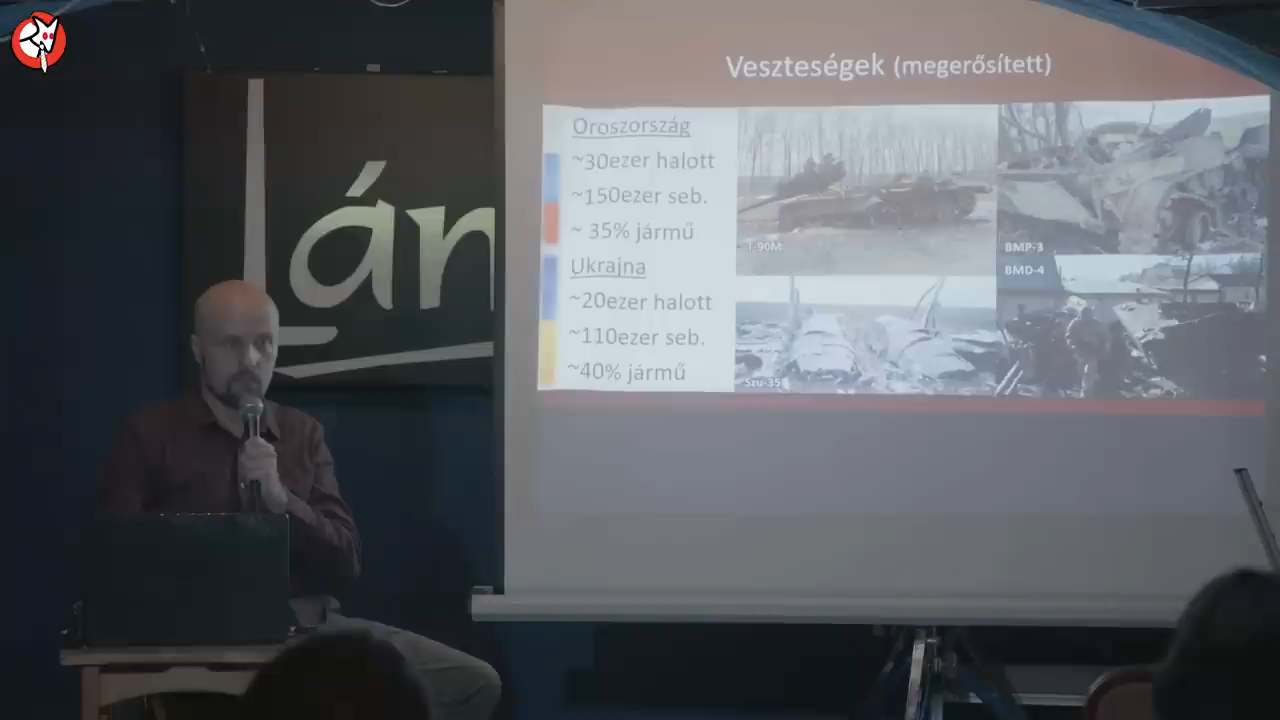 Veszteségek (megerősített)
Oroszország
~30ezer halott
~150ezer seb.
~ 35% jármű
Ukrajna
~20ezer halott
~110ezer seb.
~40% jármű
T-90M
BMP-3
BMD-4
Szu-35
án